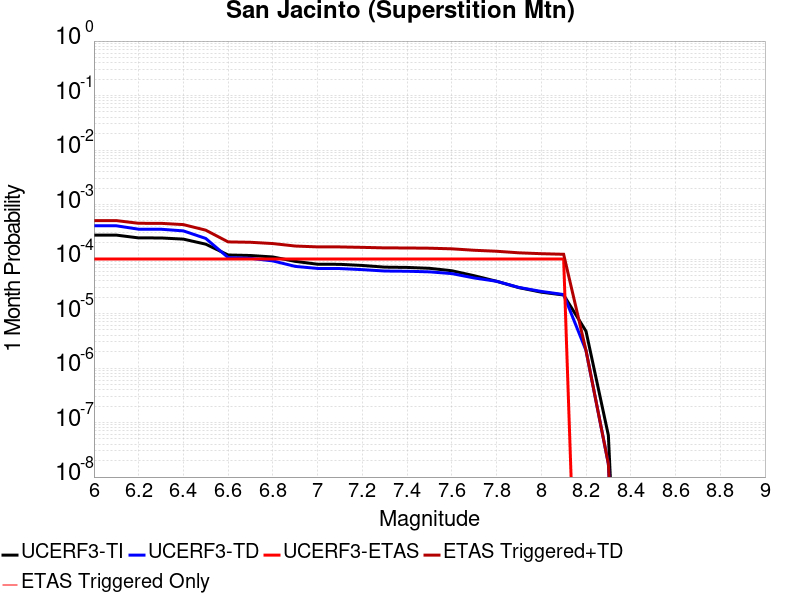 San Jacinto (Superstition Mtn)
10^0
10^-1
10^-2
10^-3
10^-4
10^-5
10^-6
10^-7
10^-8
1 Month Probability
6 6.2 6.4 6.6 6.8 7 7.2 7.4 7.6 7.8 8 8.2 8.4 8.6 8.8 9
Magnitude
UCERF3-TI UCERF3-TD UCERF3-ETAS ETAS Triggered+TD
ETAS Triggered Only